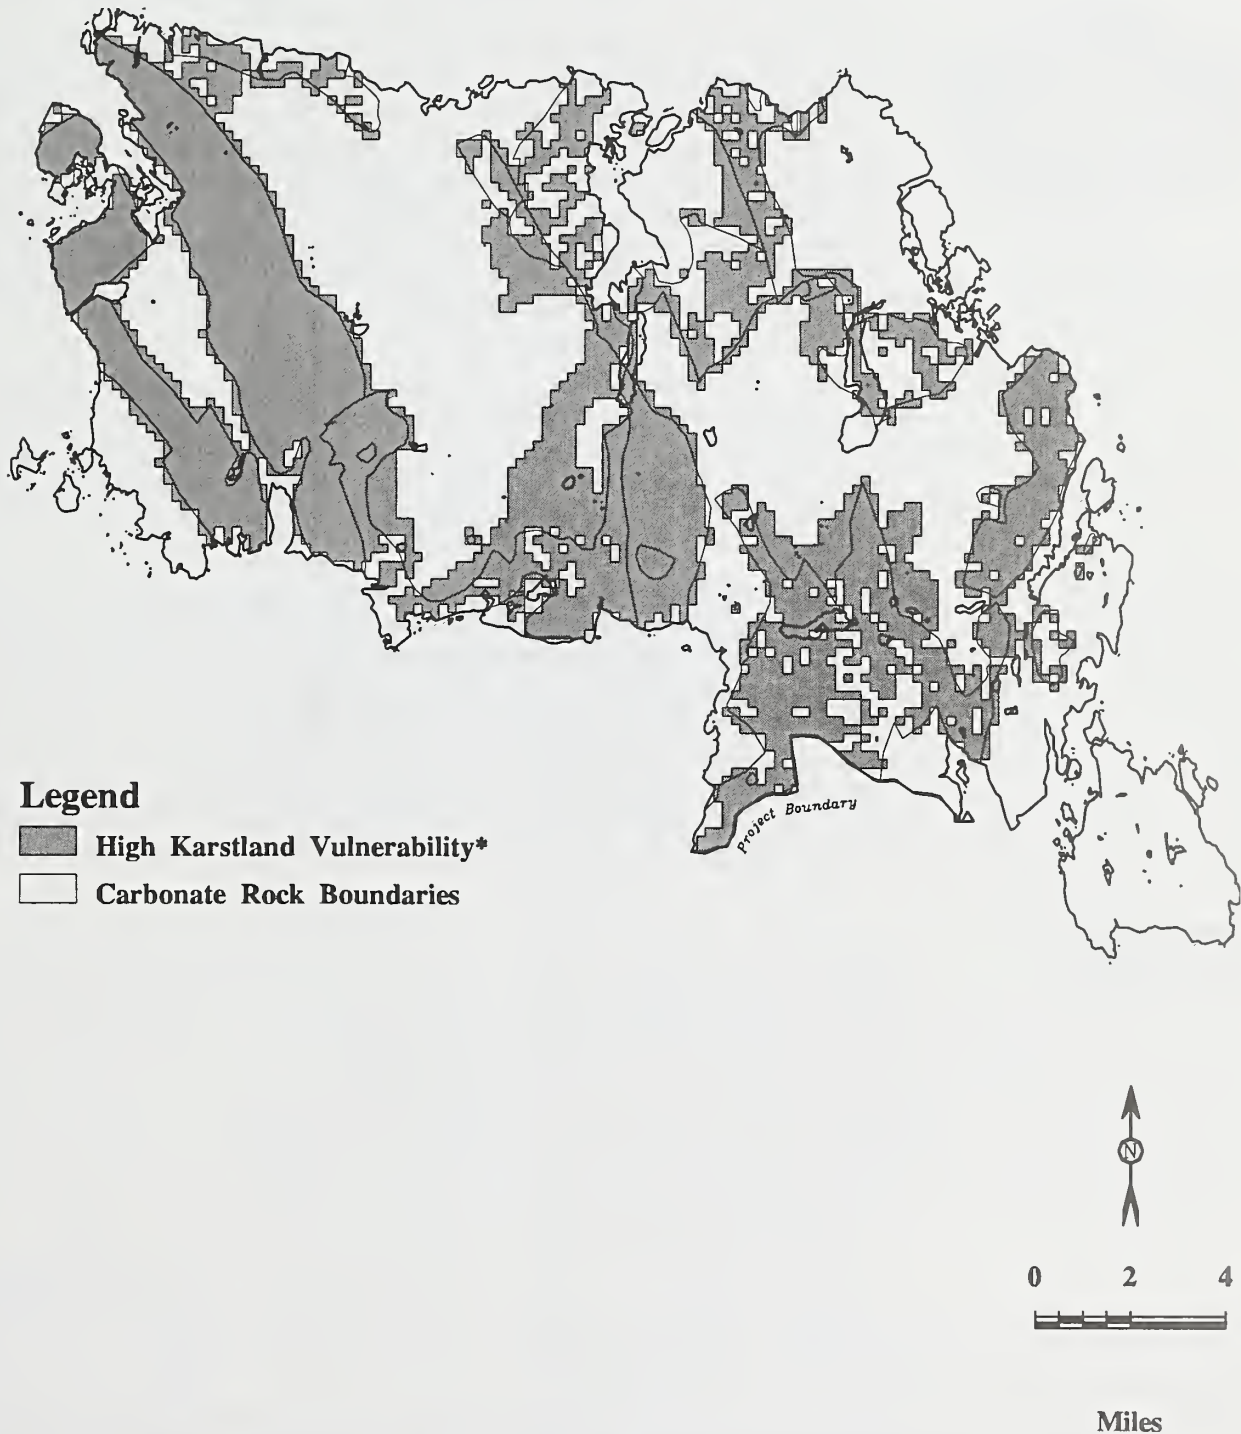 Project Boundary
Legend
High Karstland Vulnerability*
Carbonate Rock Boundaries
N
0 2 4
Miles